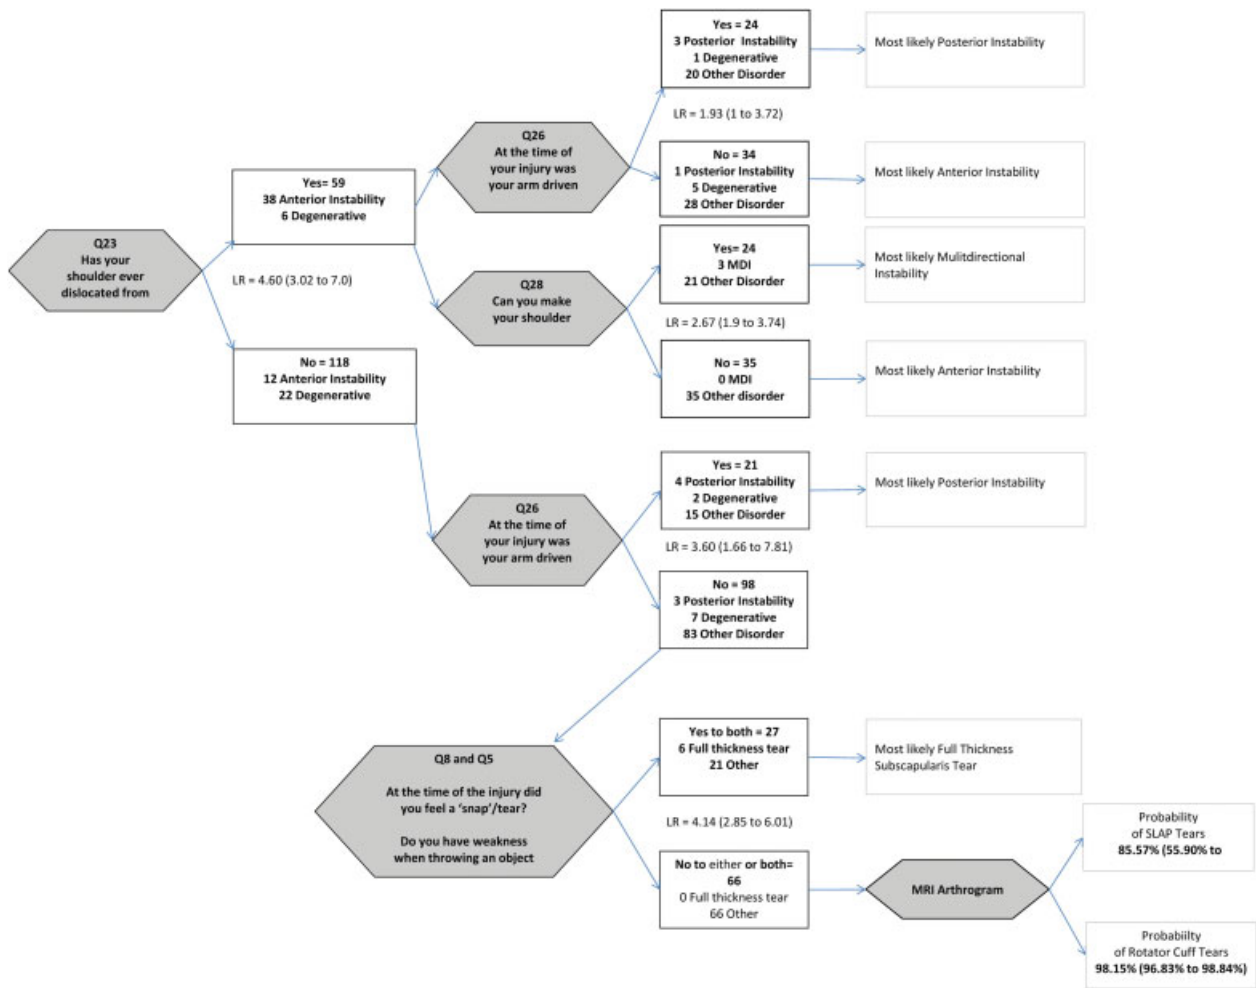 Q23
Has your
shoulder ever
dislocated from
Yes= 59
38 Anterior Instability
6 Degenerative
LR = 4.60 (3.02 to 7.0)
No = 118
12 Anterior Instability
22 Degenerative
Q26
At the time of
your injury was
your arm driven
Yes = 24
3 Posterior Instability
1 Degenerative
20 Other Disorder
Most likely Posterior Instability
LR = 1.93 (1 to 3.72)
No = 34
1 Posterior Instability
5 Degenerative
28 Other Disorder
Most likely Anterior Instability
Q28
Can you make
your shoulder
Yes= 24
3 MDI
21 Other Disorder
Most likely Mulitdirectional
Instability
LR = 2.67 (1.9 to 3.74)
No = 35
0 MDI
35 Other disorder
Most likely Anterior Instability
Q26
At the time of
your injury was
your arm driven
Yes = 21
4 Posterior Instability
2 Degenerative
15 Other Disorder
Most likely Posterior Instability
LR = 3.60 (1.66 to 7.81)
No = 98
3 Posterior Instability
7 Degenerative
83 Other Disorder
Q8 and Q5
At the time of the injury did
you feel a 'snap'/tear?
Do you have weakness
when throwing an object
Yes to both = 27
6 Full thickness tear
21 Other
Most likely Full Thickness
Subscapularis Tear
LR = 4.14 (2.85 to 6.01)
No to either or both=
66
0 Full thickness tear
66 Other
MRI Arthrogram
Probability
of SLAP Tears
85.57% (55.90% to
Probabiilty
of Rotator Cuff Tears
98.15% (96.83% to 98.84%)